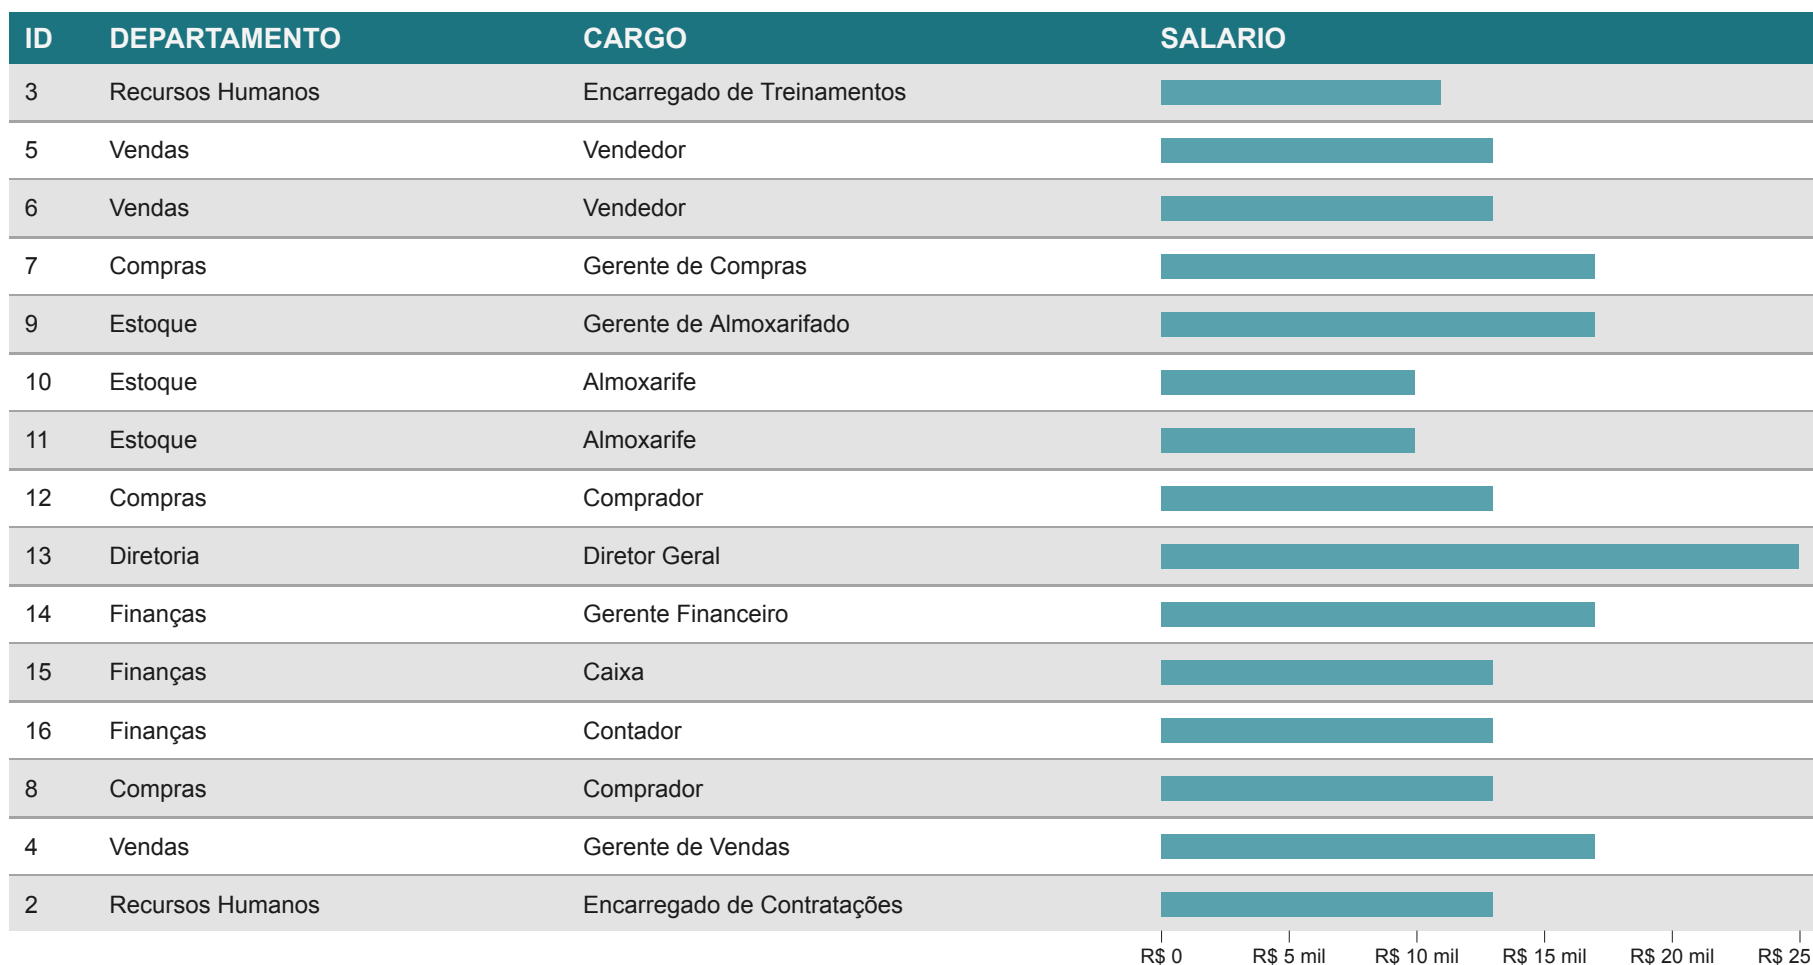 ID DEPARTAMENTO CARGO SALARIO
3 Recursos Humanos Encarregado de Treinamentos
5 Vendas Vendedor
6 Vendas Vendedor
7 Compras Gerente de Compras
9 Estoque Gerente de Almoxarifado
10 Estoque Almoxarife
11 Estoque Almoxarife
12 Compras Comprador
13 Diretoria Diretor Geral
14 Finanças Gerente Financeiro
15 Finanças Caixa
16 Finanças Contador
8 Compras Comprador
4 Vendas Gerente de Vendas
2 Recursos Humanos Encarregado de Contratações
R$ 0 R$ 5 mil R$ 10 mil R$ 15 mil R$ 20 mil R$ 25